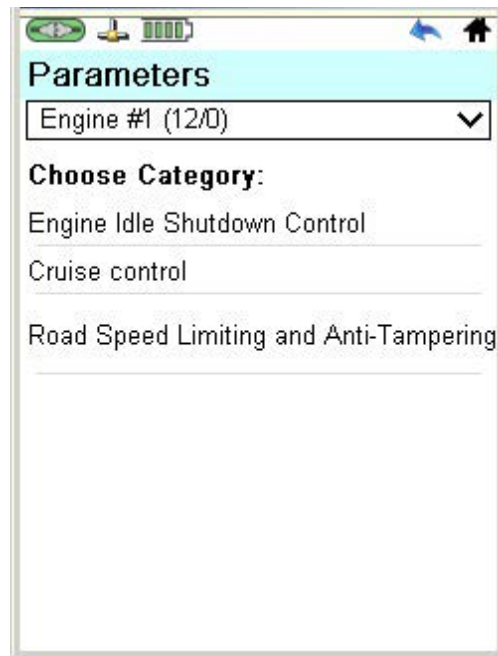 Parameters
Engine #1 (12/0)
Choose Category:
Engine Idle Shutdown Control
Cruise control
Road Speed Limiting and Anti-Tampering